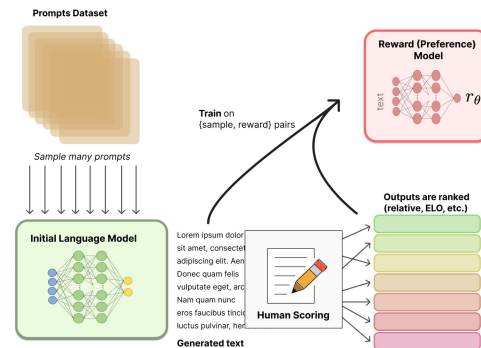 Prompts Dataset
Sample many prompts
Initial Language Model
Train on
{sample, reward} pairs
Reward (Preference)
Model
text
rθ
Outputs are ranked
(relative, ELO, etc.)
Lorem ipsum dolor
sit amet, consectet
adipiscing elit. Aen
Donec quam felis
vulputate eget, arc
Nam quam nunc
eros faucibus tincid
luctus pulvinar, her
Generated text
Human Scoring